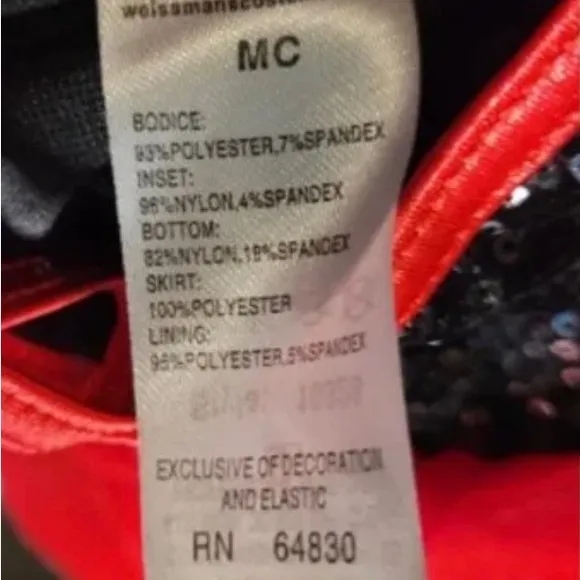 MC
BODICE:
93%POLYESTER,7%SPANDEX
INSET:
96%NYLON,4%SPANDEX
BOTTOM:
82%NYLON,18%SPANDEX
SKIRT:
100%POLYESTER
LINING:
95%POLYESTER,5%SPANDEX
EXCLUSIVE OF DECORATION
AND ELASTIC
RN 64830